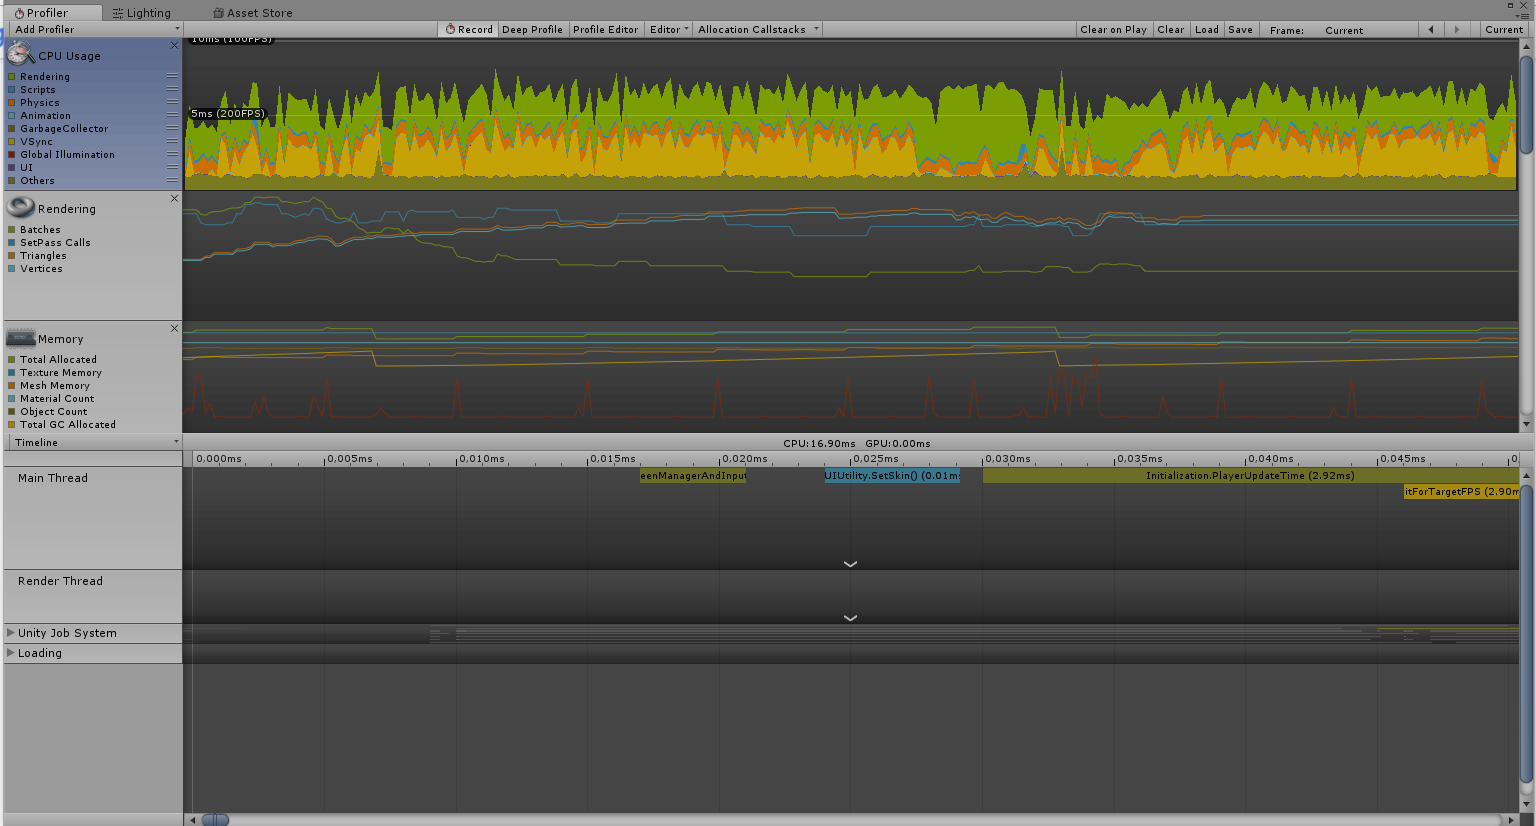 Profiler Lighting Asset Store
Add Profiler Record Deep Profile Profile Editor Editor Allocation Callstacks Clear on Play Clear Load Save Frame: Current Current
CPU Usage
Rendering
Scripts
Physics
Animation
GarbageCollector
VSync
Global Illumination
UI
Others
10ms (100FPS)
5ms (200FPS)
Rendering
Batches
SetPass Calls
Triangles
Vertices
Memory
Total Allocated
Texture Memory
Mesh Memory
Material Count
Object Count
Total GC Allocated
Timeline CPU:16.90ms GPU:0.00ms
0,000ms 0,005ms 0,010ms 0,015ms 0,020ms 0,025ms 0,030ms 0,035ms 0,040ms 0,045ms 0
Main Thread eenManagerAndInput UIUtility.SetSkin() (0.01m Initialization.PlayerUpdateTime (2.92ms)
itForTargetFPS (2.90m
Render Thread
Unity Job System
Loading